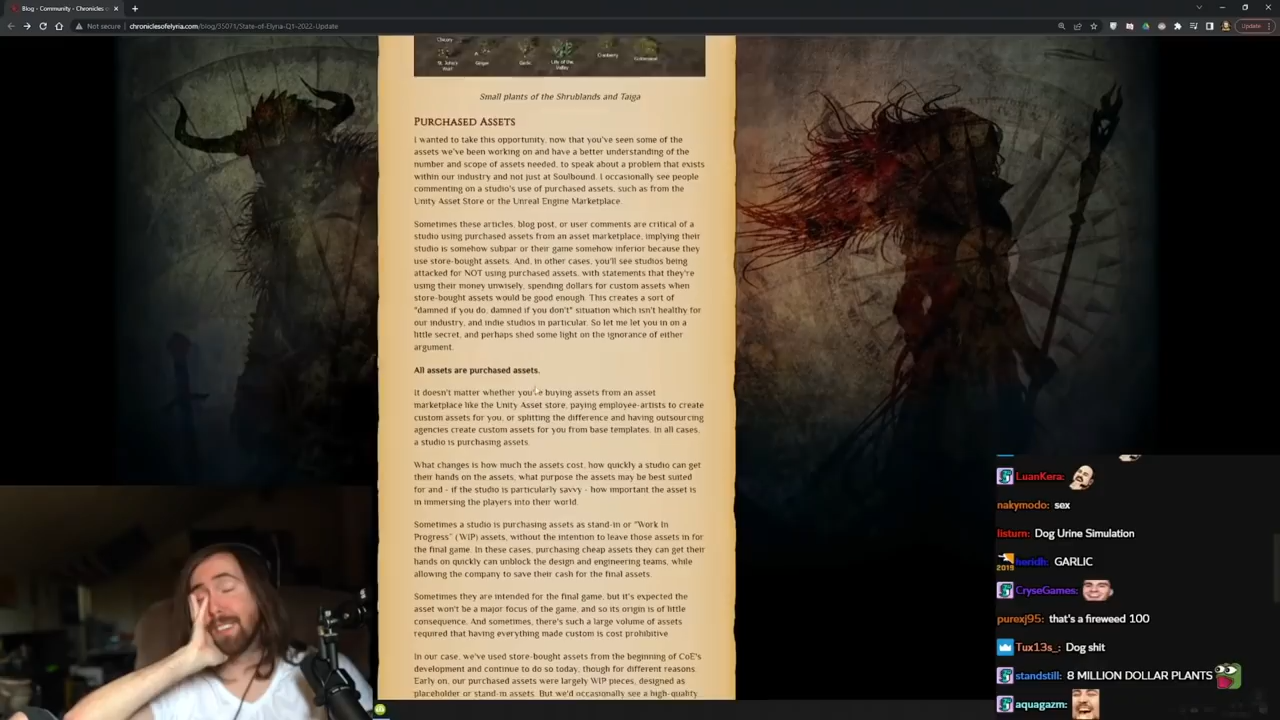 Blog - Community - Chronicles
Not secure
chroniclesofelyria.com/blog/35071/State-of-Elyria-Q1-2022-Update
Update
Chicory
St. John's
Wort
Ginger
Garlic
Lily of the
Valley
Cranberry
Cottonweed
Small plants of the Shrublands and Taiga
PURCHASED ASSETS
I wanted to take this opportunity, now that you've seen some of the
assets we've been working on and have a better understanding of the
number and scope of assets needed, to speak about a problem that exists
within our industry and not just at Soulbound. I occasionally see people
commenting on a studio's use of purchased assets, such as from the
Unity Asset Store or the Unreal Engine Marketplace.
Sometimes these articles, blog post, or user comments are critical of a
studio using purchased assets from an asset marketplace, implying their
studio is somehow subpar or their game somehow inferior because they
use store-bought assets. And, in other cases, you'll see studios being
attacked for NOT using purchased assets, with statements that they're
using their money unwisely, spending dollars for custom assets when
store-bought assets would be good enough. This creates a sort of
"damned if you do, damned if you don't" situation which isn't healthy for
our industry, and indie studios in particular. So let me let you in on a
little secret, and perhaps shed some light on the ignorance of either
argument.
All assets are purchased assets.
It doesn't matter whether you're buying assets from an asset
marketplace like the Unity Asset store, paying employee-artists to create
custom assets for you, or splitting the difference and having outsourcing
agencies create custom assets for you from base templates. In all cases,
a studio is purchasing assets.
What changes is how much the assets cost, how quickly a studio can get
their hands on the assets, what purpose the assets may be best suited
for and - if the studio is particularly savvy - how important the asset is
in immersing the players into their world.
Sometimes a studio is purchasing assets as stand-in or "Work In
Progress" (WIP) assets, without the intention to leave those assets in for
the final game. In these cases, purchasing cheap assets they can get their
hands on quickly can unblock the design and engineering teams, while
allowing the company to save their cash for the final assets.
Sometimes they are intended for the final game, but it's expected the
asset won't be a major focus of the game, and so its origin is of little
consequence. And sometimes, there's such a large volume of assets
required that having everything made custom is cost prohibitive
In our case, we've used store-bought assets from the beginning of CoE's
development and continue to do so today, though for different reasons.
Early on, our purchased assets were largely WIP pieces, designed as
placeholder or stand-in assets. But we'd occasionally see a high-quality
LuanKera:
nakymodo: sex
listurn: Dog Urine Simulation
2019
GARLIC
CryseGames:
purexj95: that's a fireweed 100
Tux13s_: Dog shit
standstill: 8 MILLION DOLLAR PLANTS
aquagazm: